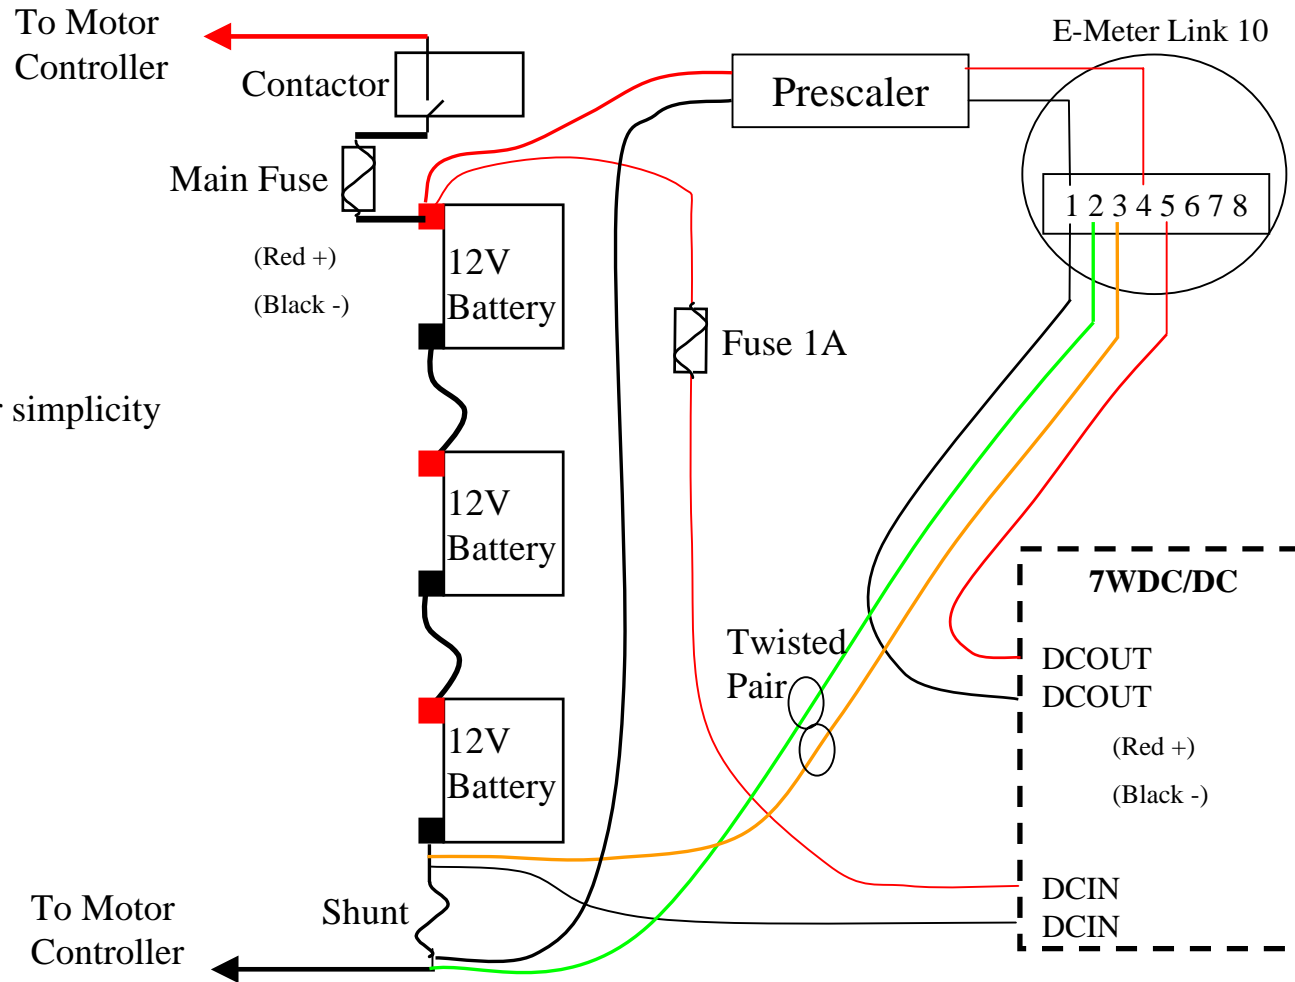 To Motor
Controller
Contactor
E-Meter Link 10
Prescaler
Main Fuse
1 2 3 4 5 6 7 8
(Red +)
(Black -)
12V
Battery
Fuse 1A
simplicity
12V
Battery
7WDC/DC
Twisted
Pair
DCOUT
DCOUT
(Red +)
(Black -)
12V
Battery
DCIN
DCIN
Shunt
To Motor
Controller